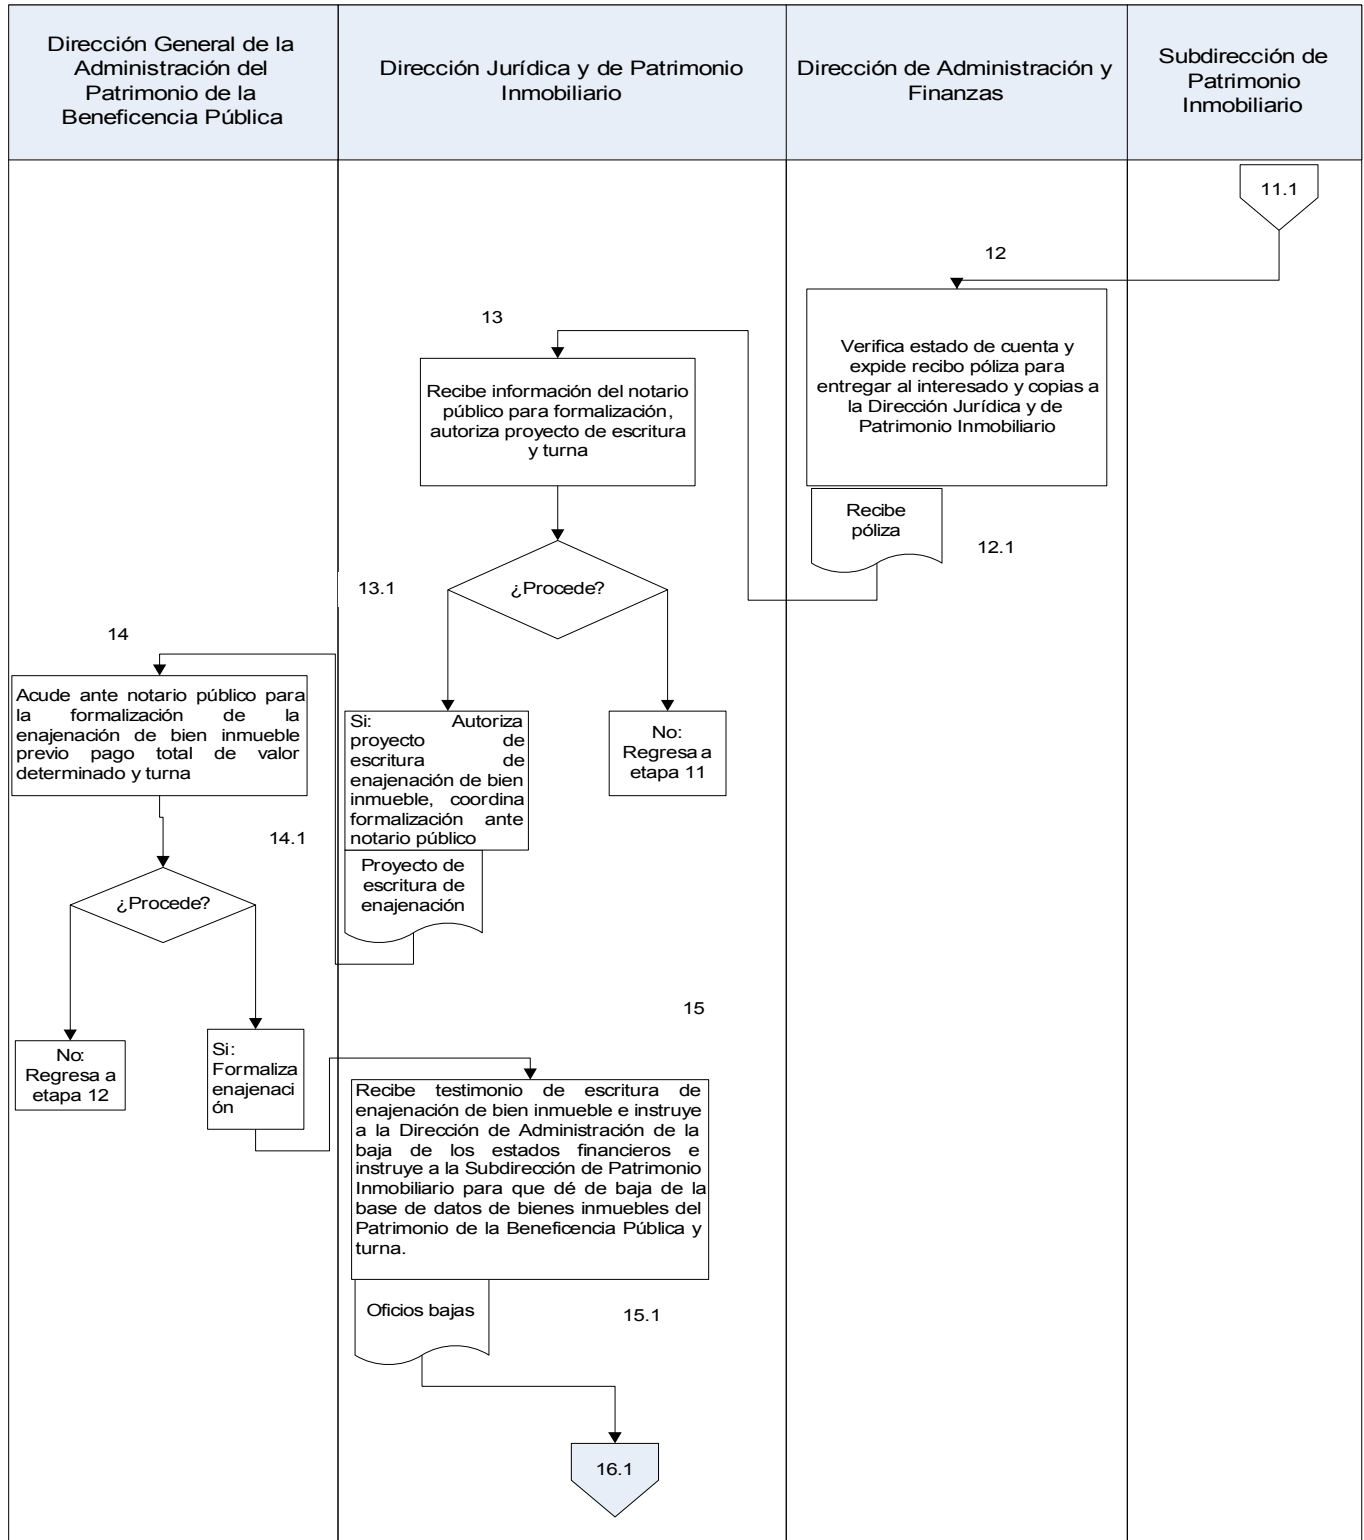 Dirección General de la
Administración del
Patrimonio de la
Beneficencia Pública
Dirección Jurídica y de Patrimonio
Inmobiliario
Dirección de Administración y
Finanzas
Subdirección de
Patrimonio
Inmobiliario
11.1
12
Verifica estado de cuenta y
expide recibo póliza para
entregar al interesado y copias a
la Dirección Jurídica y de
Patrimonio Inmobiliario
Recibe
póliza
12.1
13
Recibe información del notario
público para formalización,
autoriza proyecto de escritura
y turna
¿Procede?
13.1
Si: Autoriza
proyecto de
escritura de
enajenación de bien
inmueble, coordina
formalización ante
notario público
Proyecto de
escritura de
enajenación
No:
Regresa a
etapa 11
14
Acude ante notario público para
la formalización de la
enajenación de bien inmueble
previo pago total de valor
determinado y turna
14.1
¿Procede?
No:
Regresa a
etapa 12
Si:
Formaliza
enajenaci
ón
15
Recibe testimonio de escritura de
enajenación de bien inmueble e instruye
a la Dirección de Administración de la
baja de los estados financieros e
instruye a la Subdirección de Patrimonio
Inmobiliario para que dé de baja de la
base de datos de bienes inmuebles del
Patrimonio de la Beneficencia Pública y
turna.
Oficios bajas
15.1
16.1